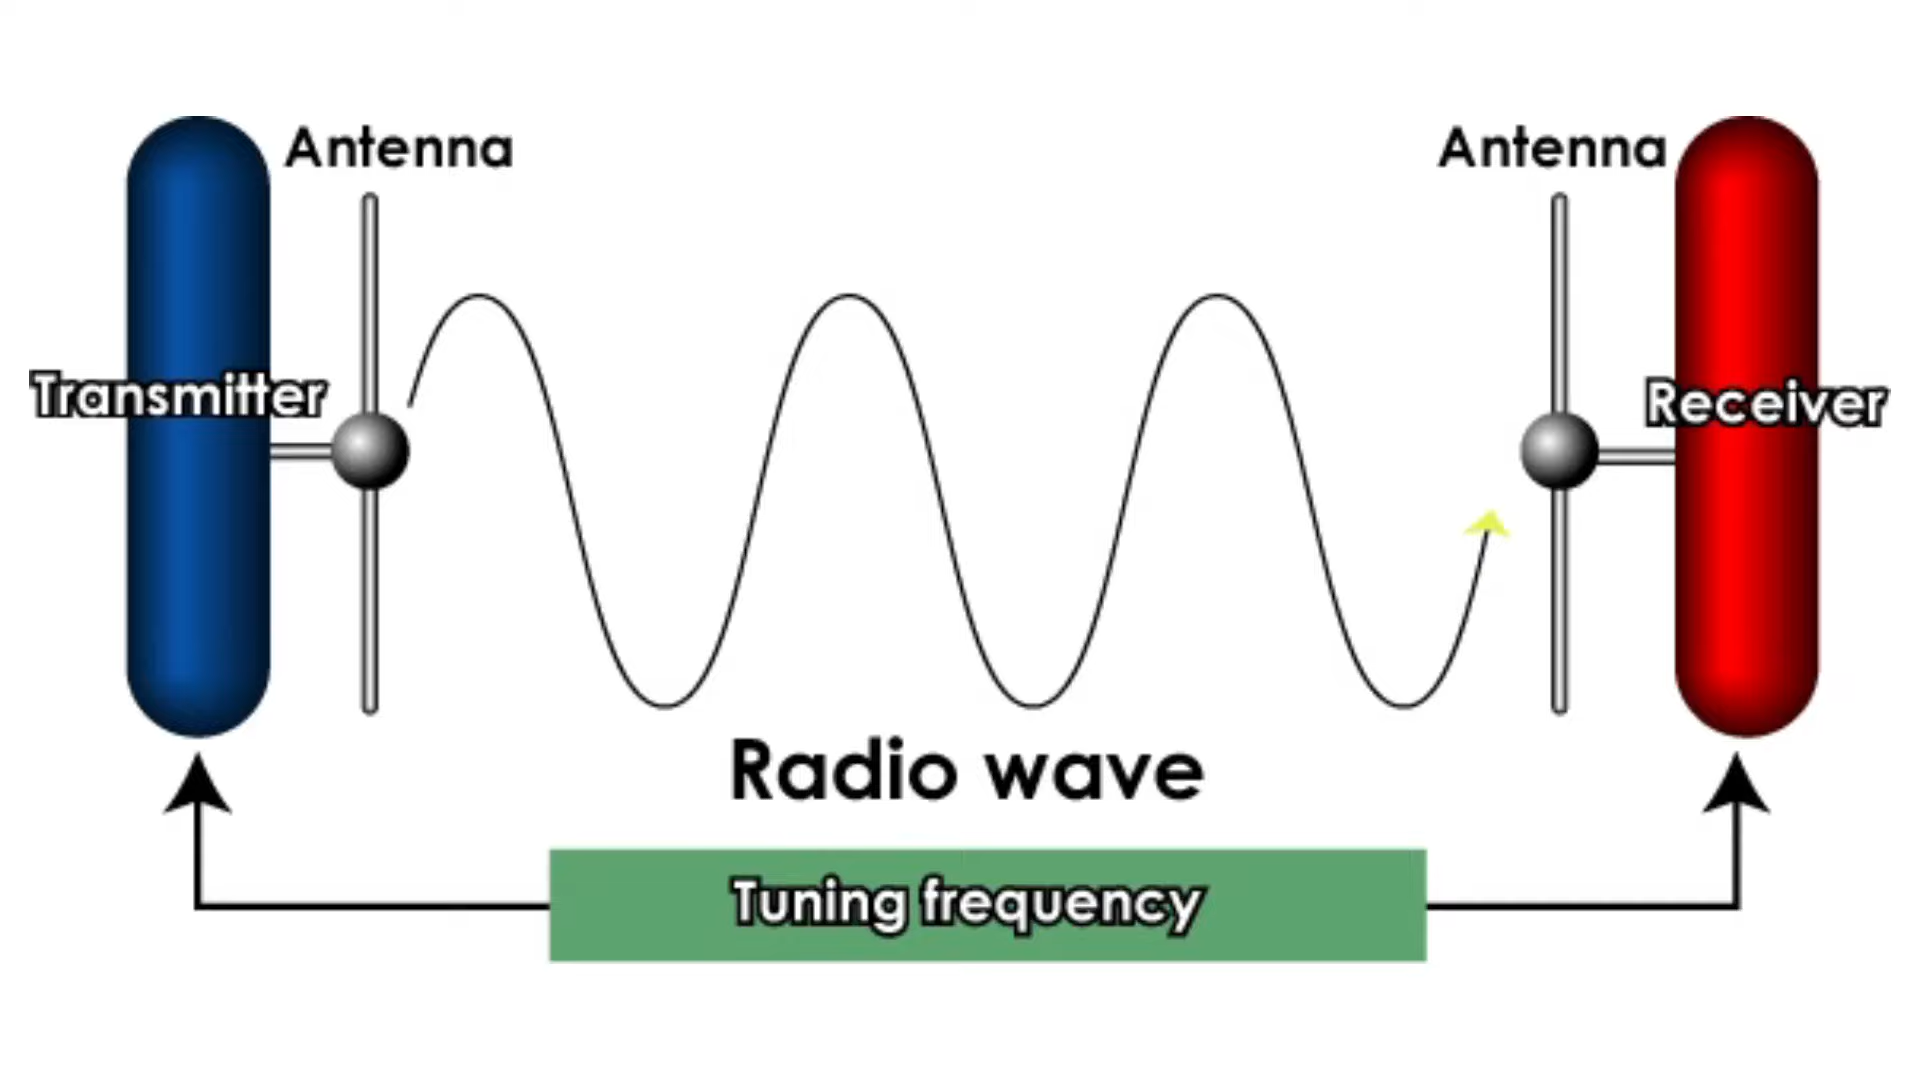 Antenna
Antenna
Transmitter
Receiver
Radio wave
Tuning frequency